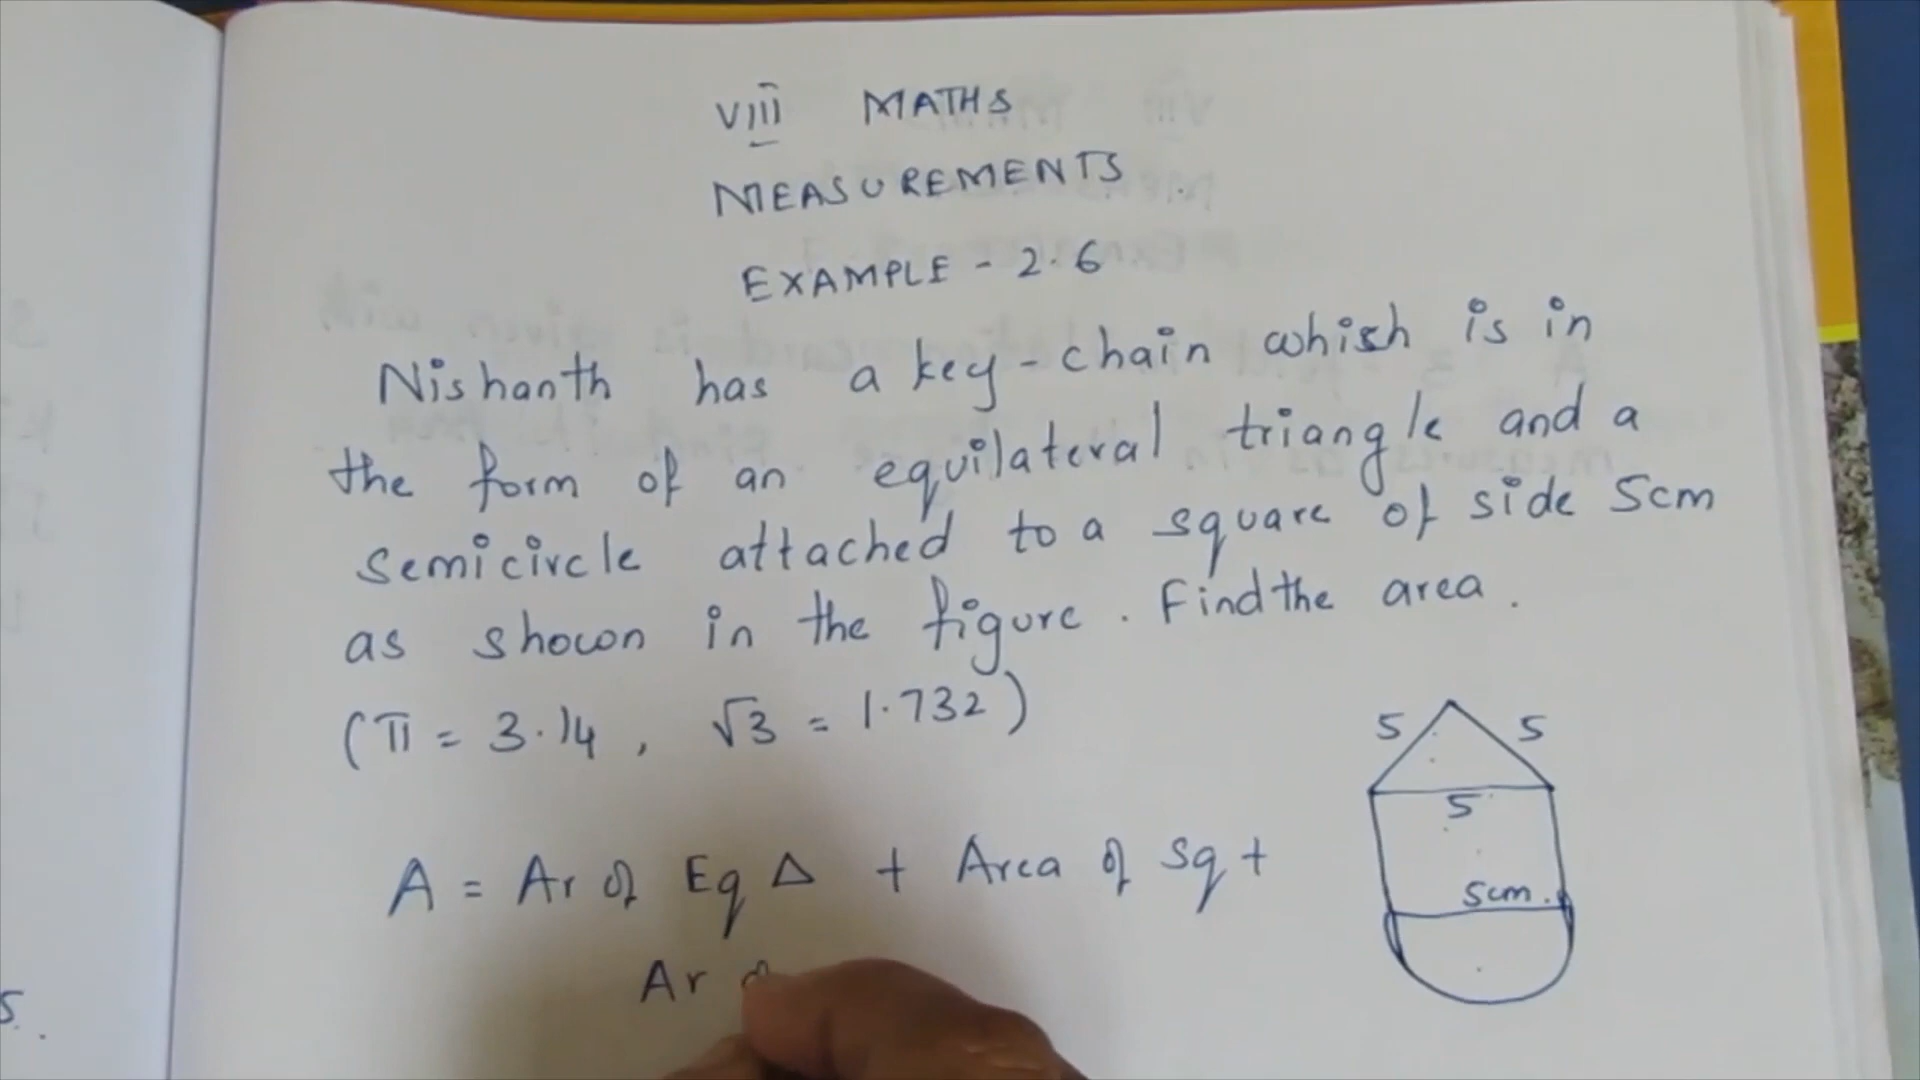 VIII MATHS
MEASUREMENTS
EXAMPLE - 2.6
Nishanth has a key-chain which is in
the form of an equilateral triangle and a
semicircle attached to a square of side 5cm
as shown in the figure. Find the area.
(π = 3.14, √3 = 1.732)
5 5
5
A = Ar of Eq Δ + Area of sq +
5cm.
Ar
5.